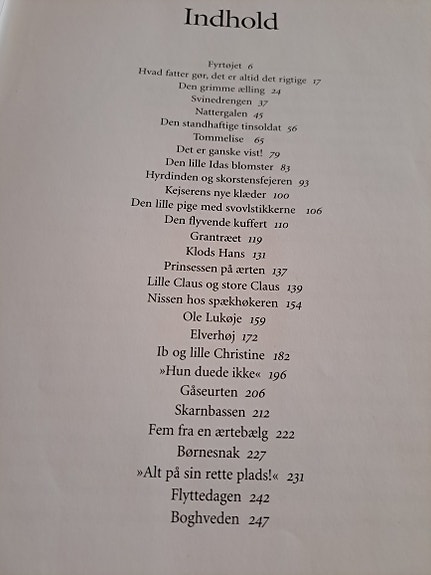 Indhold
Fyrtøjet 6
Hvad fatter gør, det er altid det rigtige 17
Den grimme ælling 24
Svinedrengen 37
Nattergalen 45
Den standhaftige tinsoldat 56
Tommelise 65
Det er ganske vist! 79
Den lille Idas blomster 83
Hyrdinden og skorstensfejeren 93
Kejserens nye klæder 100
Den lille pige med svovlstikkerne 106
Den flyvende kuffert 110
Grantræet 119
Klods Hans 131
Prinsessen på ærten 137
Lille Claus og store Claus 139
Nissen hos spækhøkeren 154
Ole Lukøje 159
Elverhøj 172
Ib og lille Christine 182
»Hun duede ikke« 196
Gåseurten 206
Skarnbassen 212
Fem fra en ærtebælg 222
Børnesnak 227
»Alt på sin rette plads!« 231
Flyttedagen 242
Boghveden 247